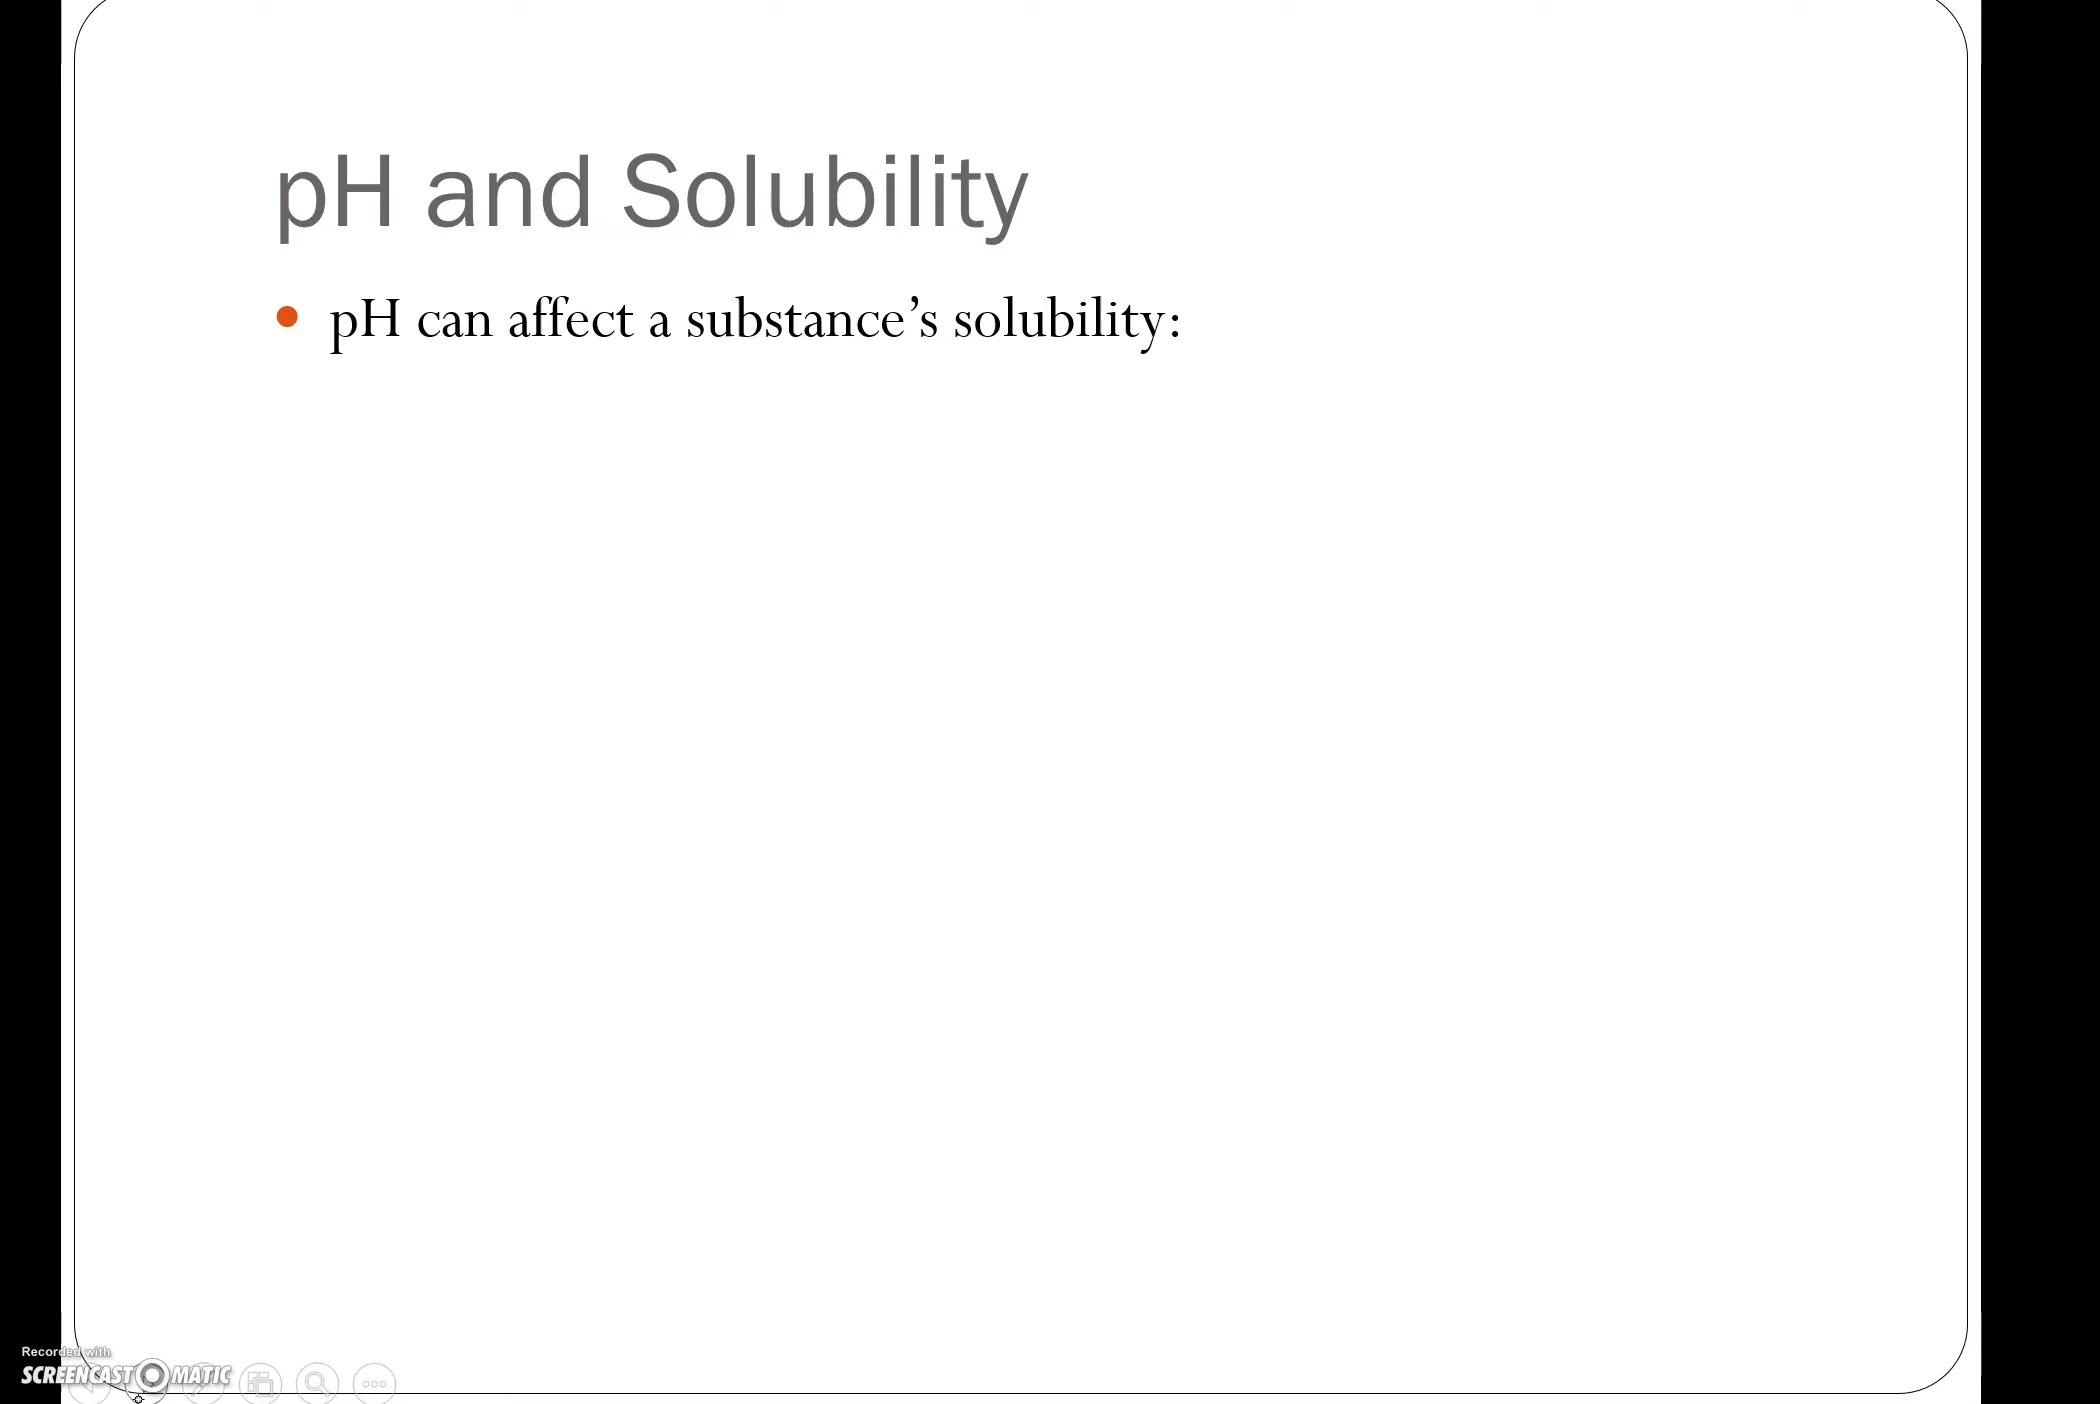 pH and Solubility
pH can affect a substance’s solubility:
Recorded with
SCREENCAST MATIC